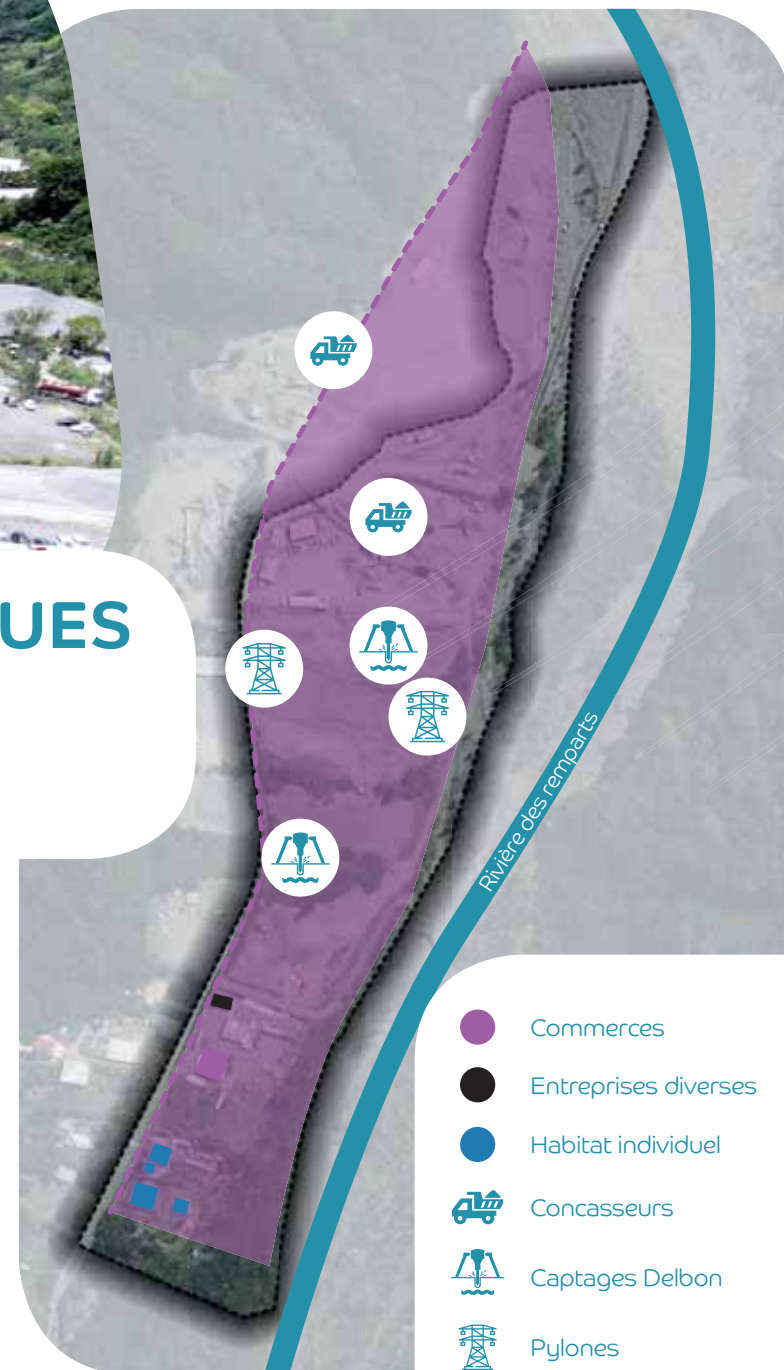 UES
Rivière des remparts
Commerces
Entreprises diverses
Habitat individuel
Concasseurs
Captages Delbon
Pylones